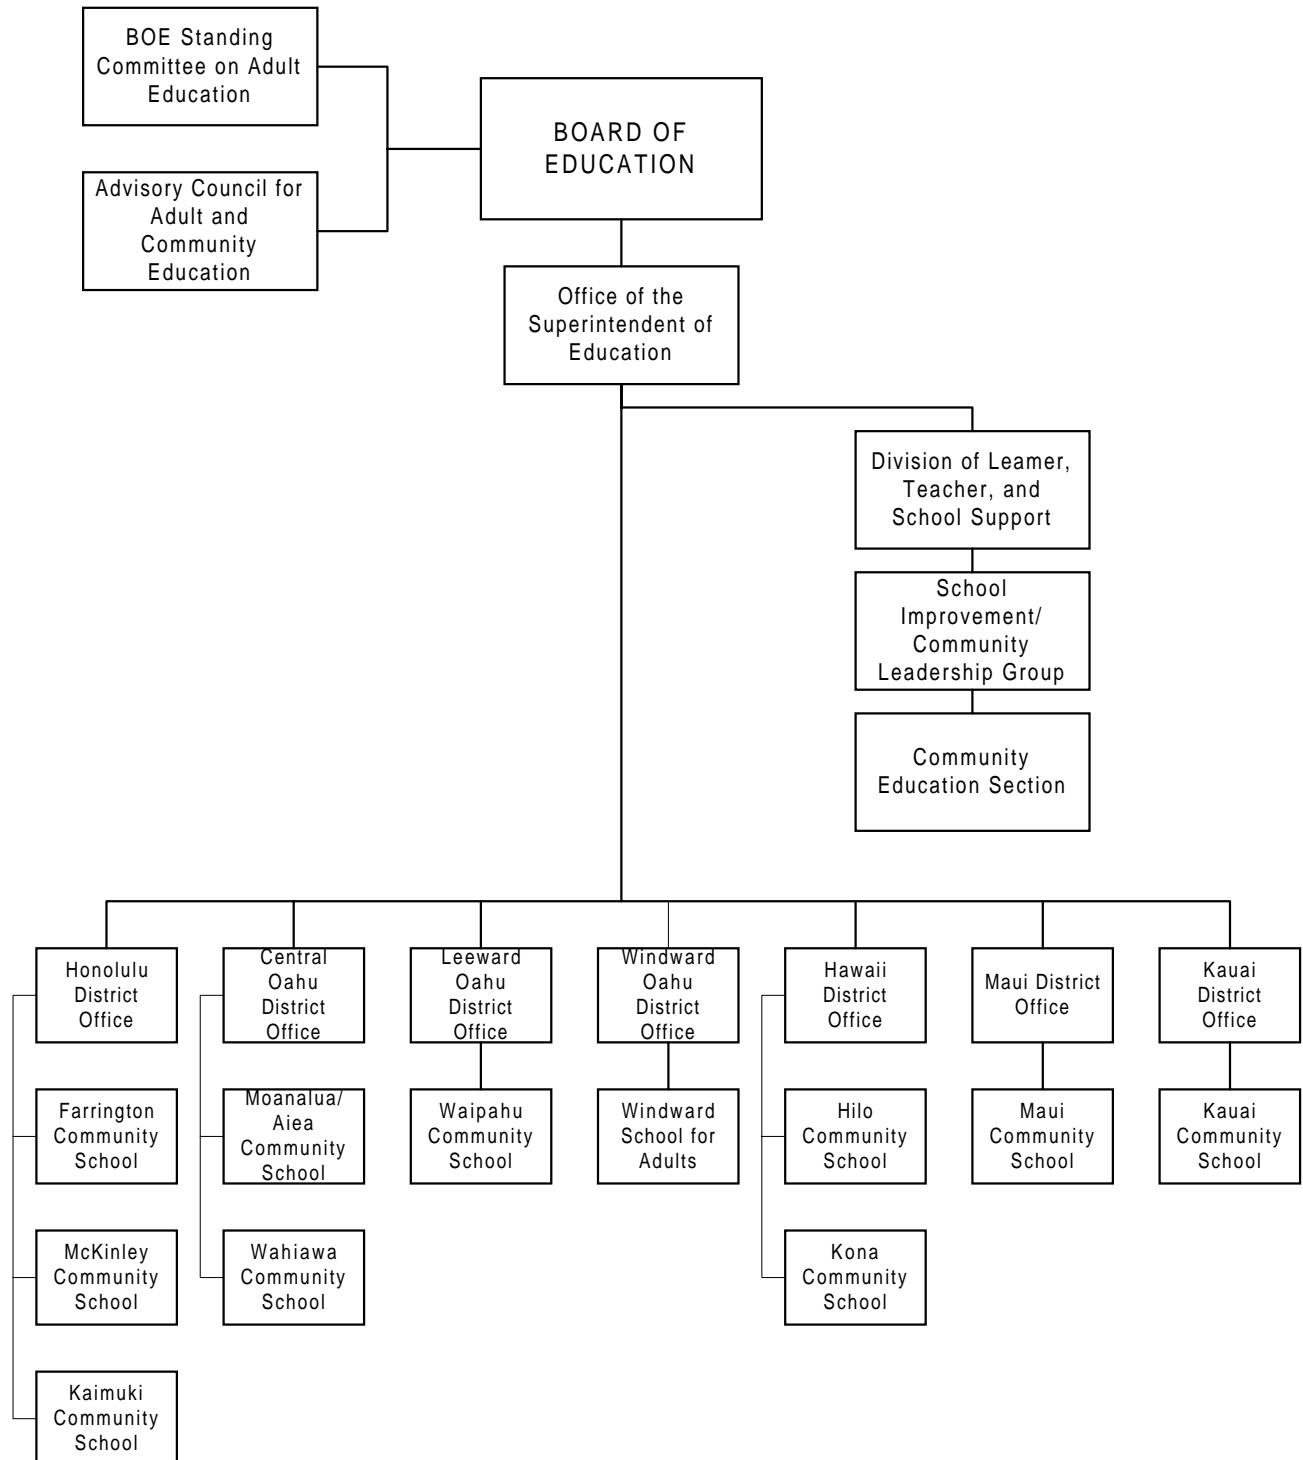 BOE Standing
Committee on Adult
Education
BOARD OF
EDUCATION
Advisory Council for
Adult and
Community
Education
Office of the
Superintendent of
Education
Division of Leamer,
Teacher, and
School Support
School
Improvement/
Community
Leadership Group
Community
Education Section
Honolulu
District
Office
Central
Oahu
District
Office
Leeward
Oahu
District
Office
Windward
Oahu
District
Office
Hawaii
District
Office
Maui District
Office
Kauai
District
Office
Farrington
Community
School
Moanalua/
Aiea
Community
School
Waipahu
Community
School
Windward
School for
Adults
Hilo
Community
School
Maui
Community
School
Kauai
Community
School
McKinley
Community
School
Wahiawa
Community
School
Kona
Community
School
Kaimuki
Community
School